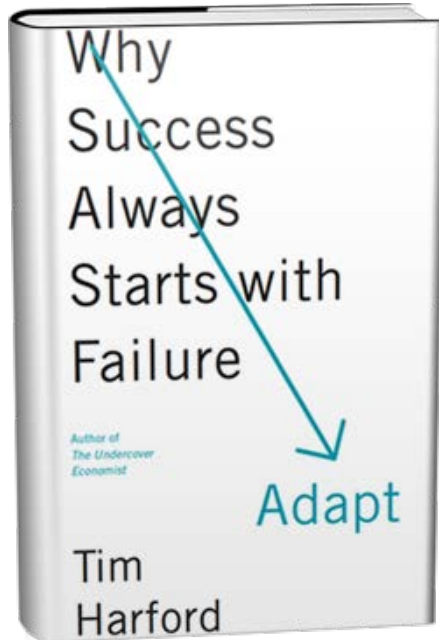 Why
Success
Always
Starts with
Failure
Author of
The Undercover
Economist
Adapt
Tim
Harford